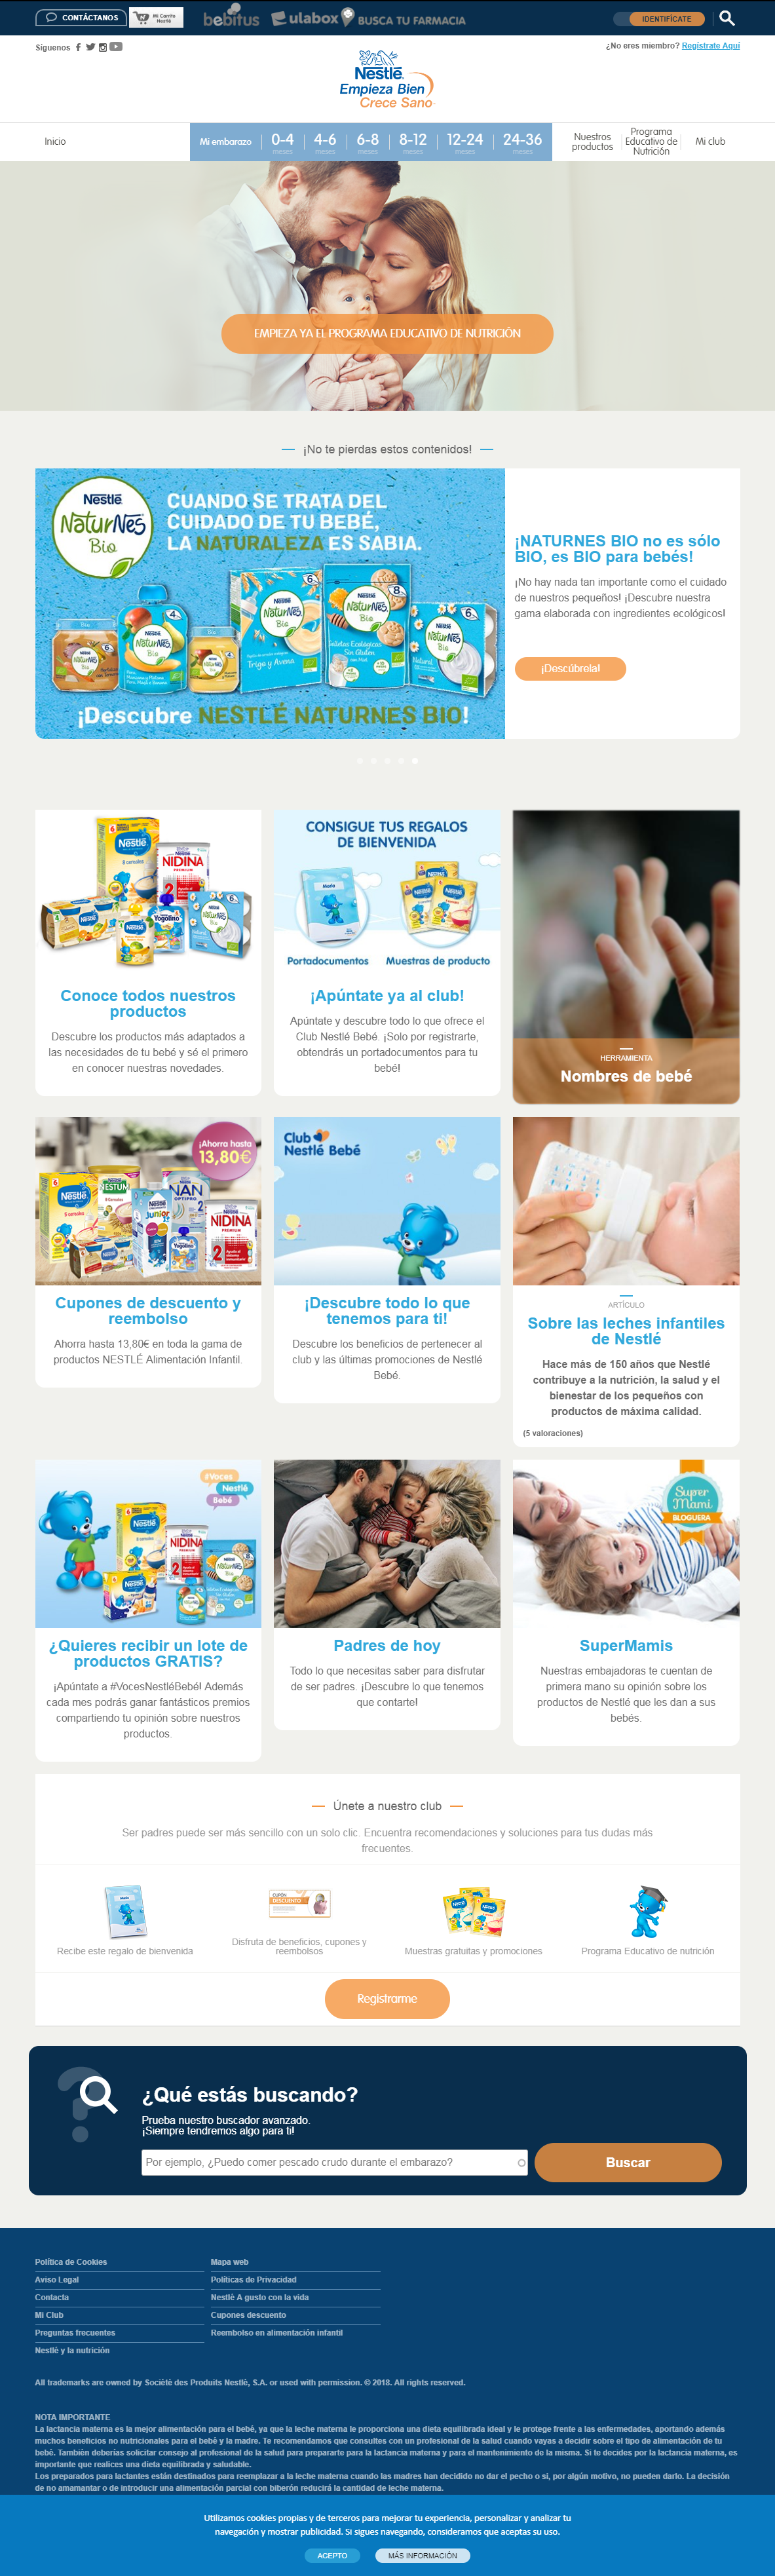 CONTÁCTANOS
Mi Carrito
Nestlé
bebitus
ulabox
BUSCA TU FARMACIA
IDENTIFÍCATE
Síguenos
¿No eres miembro? Regístrate Aquí
Nestlé
Empieza Bien
Crece Sano
Inicio
Mi embarazo
0-4
meses
4-6
meses
6-8
meses
8-12
meses
12-24
meses
24-36
meses
Nuestros
productos
Programa
Educativo de
Nutrición
Mi club
EMPIEZA YA EL PROGRAMA EDUCATIVO DE NUTRICIÓN
¡No te pierdas estos contenidos!
Nestlé
NaturNes
Bio
CUANDO SE TRATA DEL
CUIDADO DE TU BEBÉ,
LA NATURALEZA ES SABIA.
¡Descubre NESTLÉ NATURNES BIO!
¡NATURNES BIO no es sólo
BIO, es BIO para bebés!
¡No hay nada tan importante como el cuidado
de nuestros pequeños! ¡Descubre nuestra
gama elaborada con ingredientes ecológicos!
¡Descúbrela!
Conoce todos nuestros
productos
Descubre los productos más adaptados a
las necesidades de tu bebé y sé el primero
en conocer nuestras novedades.
CONSIGUE TUS REGALOS
DE BIENVENIDA
Portadocumentos
Muestras de producto
¡Apúntate ya al club!
Apúntate y descubre todo lo que ofrece el
Club Nestlé Bebé. ¡Solo por registrarte,
obtendrás un portadocumentos para tu
bebé!
HERRAMIENTA
Nombres de bebé
¡Ahorra hasta
13,80€
Cupones de descuento y
reembolso
Ahorra hasta 13,80€ en toda la gama de
productos NESTLÉ Alimentación Infantil.
Club
Nestlé Bebé
¡Descubre todo lo que
tenemos para ti!
Descubre los beneficios de pertenecer al
club y las últimas promociones de Nestlé
Bebé.
ARTÍCULO
Sobre las leches infantiles
de Nestlé
Hace más de 150 años que Nestlé
contribuye a la nutrición, la salud y el
bienestar de los pequeños con
productos de máxima calidad.
(5 valoraciones)
#Voces
Nestlé
Bebé
¿Quieres recibir un lote de
productos GRATIS?
¡Apúntate a #VocesNestléBebé! Además
cada mes podrás ganar fantásticos premios
compartiendo tu opinión sobre nuestros
productos.
Padres de hoy
Todo lo que necesitas saber para disfrutar
de ser padres. ¡Descubre lo que tenemos
que contarte!
Super
Mami
BLOGUERA
SuperMamis
Nuestras embajadoras te cuentan de
primera mano su opinión sobre los
productos de Nestlé que les dan a sus
bebés.
Únete a nuestro club
Ser padres puede ser más sencillo con un solo clic. Encuentra recomendaciones y soluciones para tus dudas más
frecuentes.
Recibe este regalo de bienvenida
CUPÓN
DESCUENTO
Disfruta de beneficios, cupones y
reembolsos
Muestras gratuitas y promociones
Programa Educativo de nutrición
Registrarme
¿Qué estás buscando?
Prueba nuestro buscador avanzado.
¡Siempre tendremos algo para ti!
Por ejemplo, ¿Puedo comer pescado crudo durante el embarazo?
Buscar
Política de Cookies
Aviso Legal
Contacta
Mi Club
Preguntas frecuentes
Nestlé y la nutrición
Mapa web
Políticas de Privacidad
Nestlé A gusto con la vida
Cupones descuento
Reembolso en alimentación infantil
All trademarks are owned by Société des Produits Nestlé, S.A. or used with permission. © 2018. All rights reserved.
NOTA IMPORTANTE
La lactancia materna es la mejor alimentación para el bebé, ya que la leche materna le proporciona una dieta equilibrada ideal y le protege frente a las enfermedades, aportando además
muchos beneficios no nutricionales para el bebé y la madre. Te recomendamos que consultes con un profesional de la salud cuando vayas a decidir sobre el tipo de alimentación de tu
bebé. También deberías solicitar consejo al profesional de la salud para prepararte para la lactancia materna y para el mantenimiento de la misma. Si te decides por la lactancia materna, es
importante que realices una dieta equilibrada y saludable.
Los preparados para lactantes están destinados para reemplazar a la leche materna cuando las madres han decidido no dar el pecho o si, por algún motivo, no pueden darlo. La decisión
de no amamantar o de introducir una alimentación parcial con biberón reducirá la cantidad de leche materna.
Utilizamos cookies propias y de terceros para mejorar tu experiencia, personalizar y analizar tu
navegación y mostrar publicidad. Si sigues navegando, consideramos que aceptas su uso.
ACEPTO
MÁS INFORMACIÓN